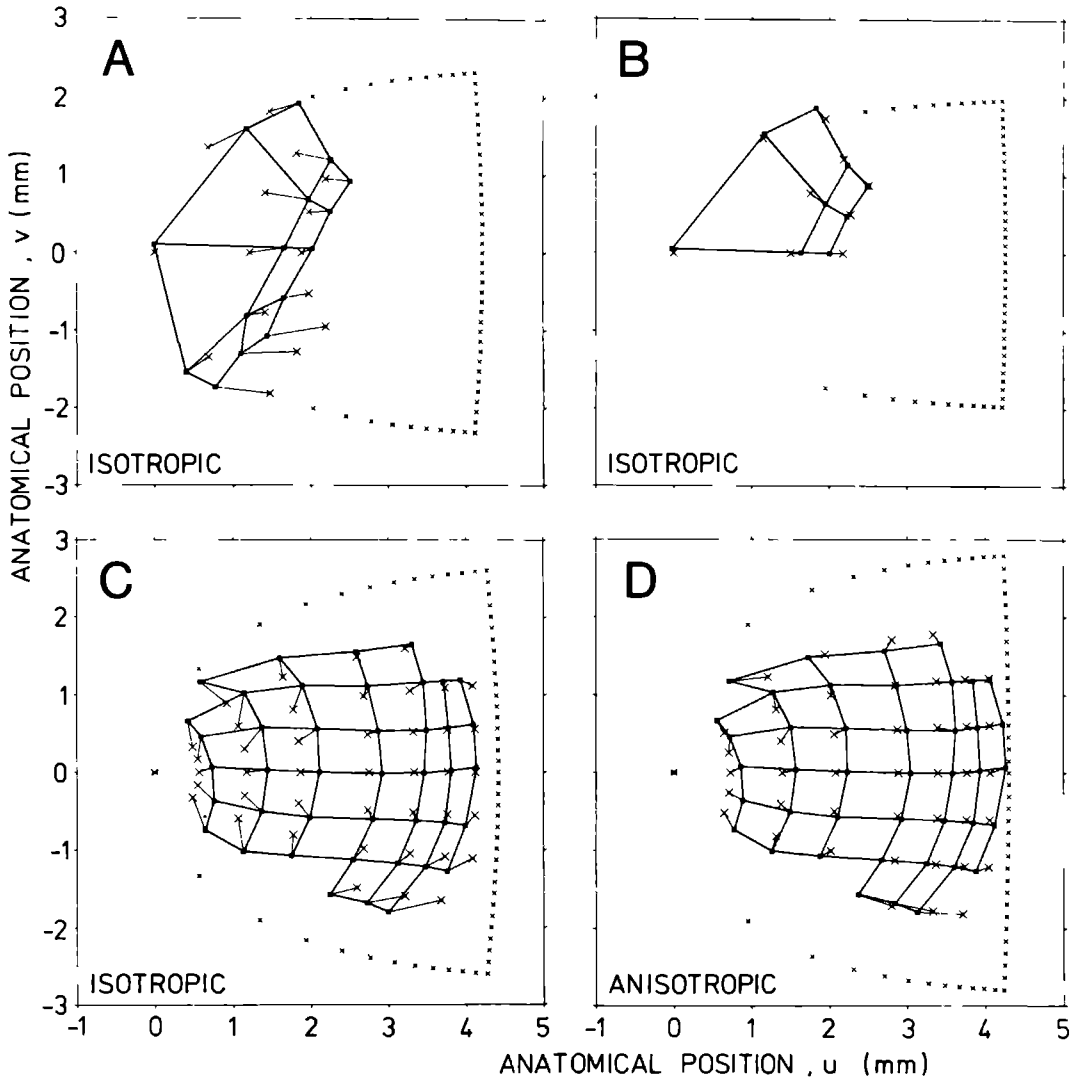 A
B
3
2
1
0
-1
-2
-3
ISOTROPIC
ISOTROPIC
ANATOMICAL POSITION , v (mm)
C
D
3
2
1
0
-1
-2
-3
ISOTROPIC
ANISOTROPIC
-1 0 1 2 3 4 5
-1 0 1 2 3 4 5
ANATOMICAL POSITION , u (mm)